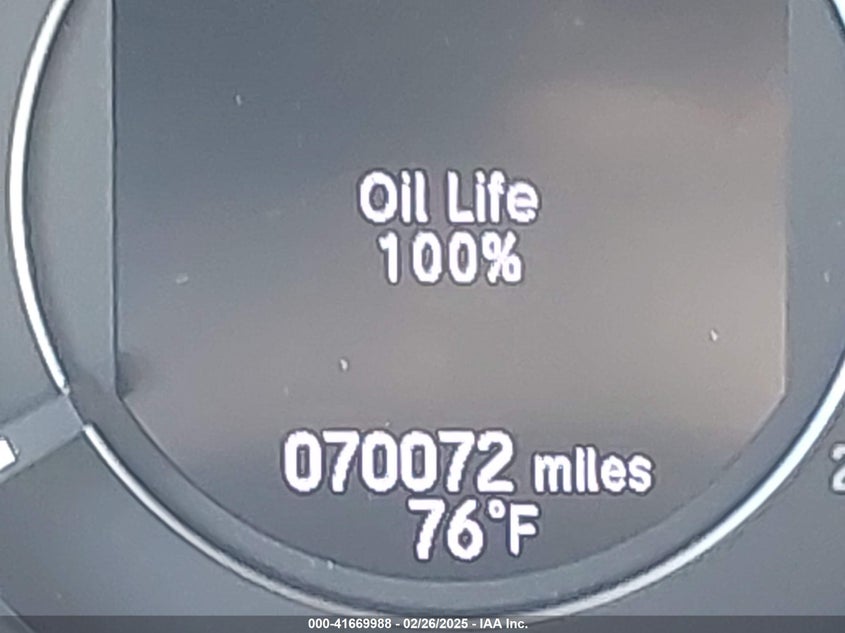 Oil Life
100%
070072 miles
76°F
000-41669988 - 02/26/2025 - IAA Inc.